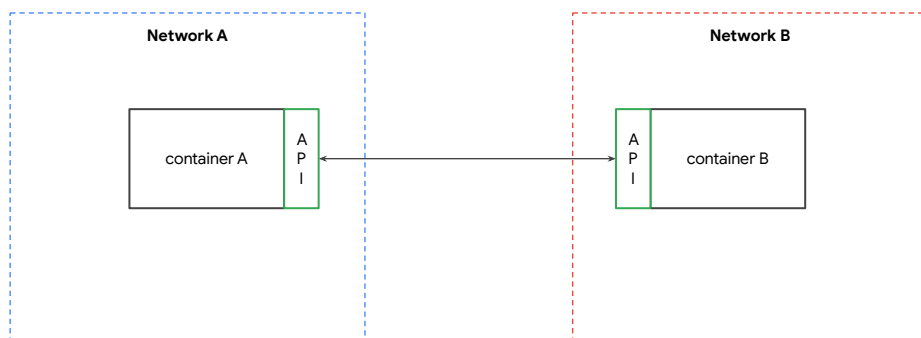 Network A
Network B
container A
A
P
I
A
P
I
container B